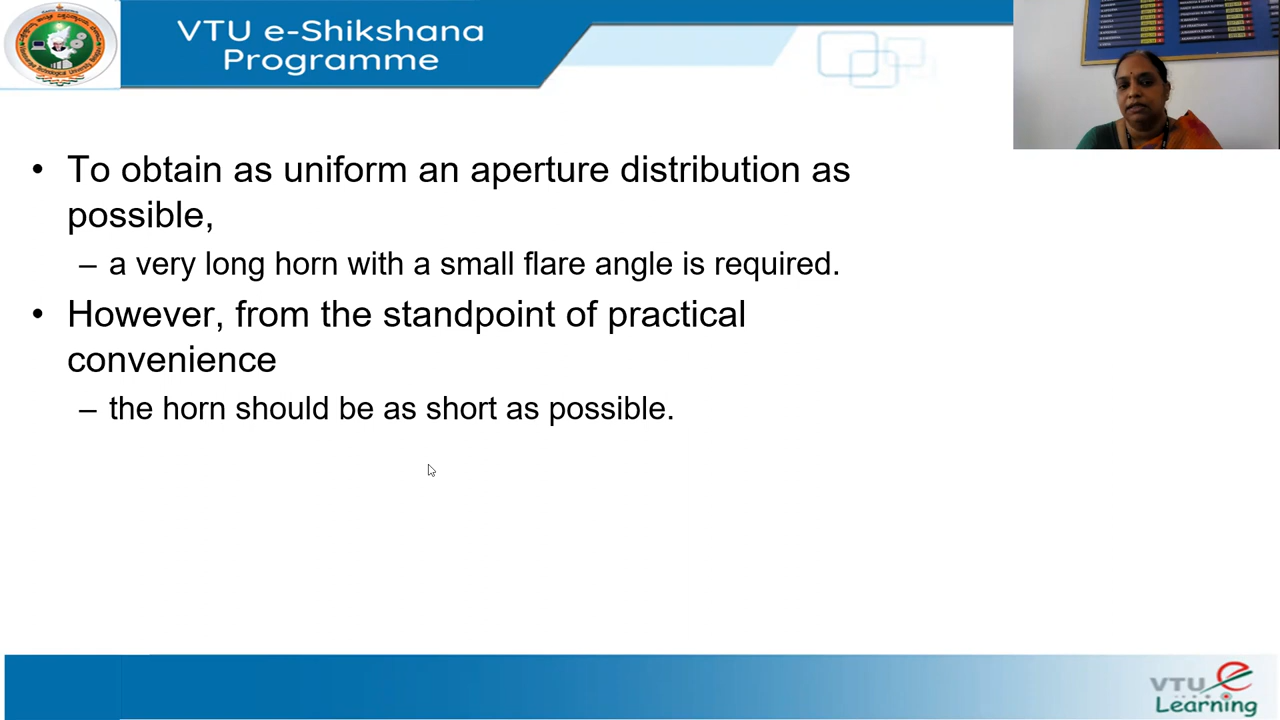 VTU e-Shikshana
Programme
• To obtain as uniform an aperture distribution as
possible,
– a very long horn with a small flare angle is required.
• However, from the standpoint of practical
convenience
– the horn should be as short as possible.
VTU e
Learning